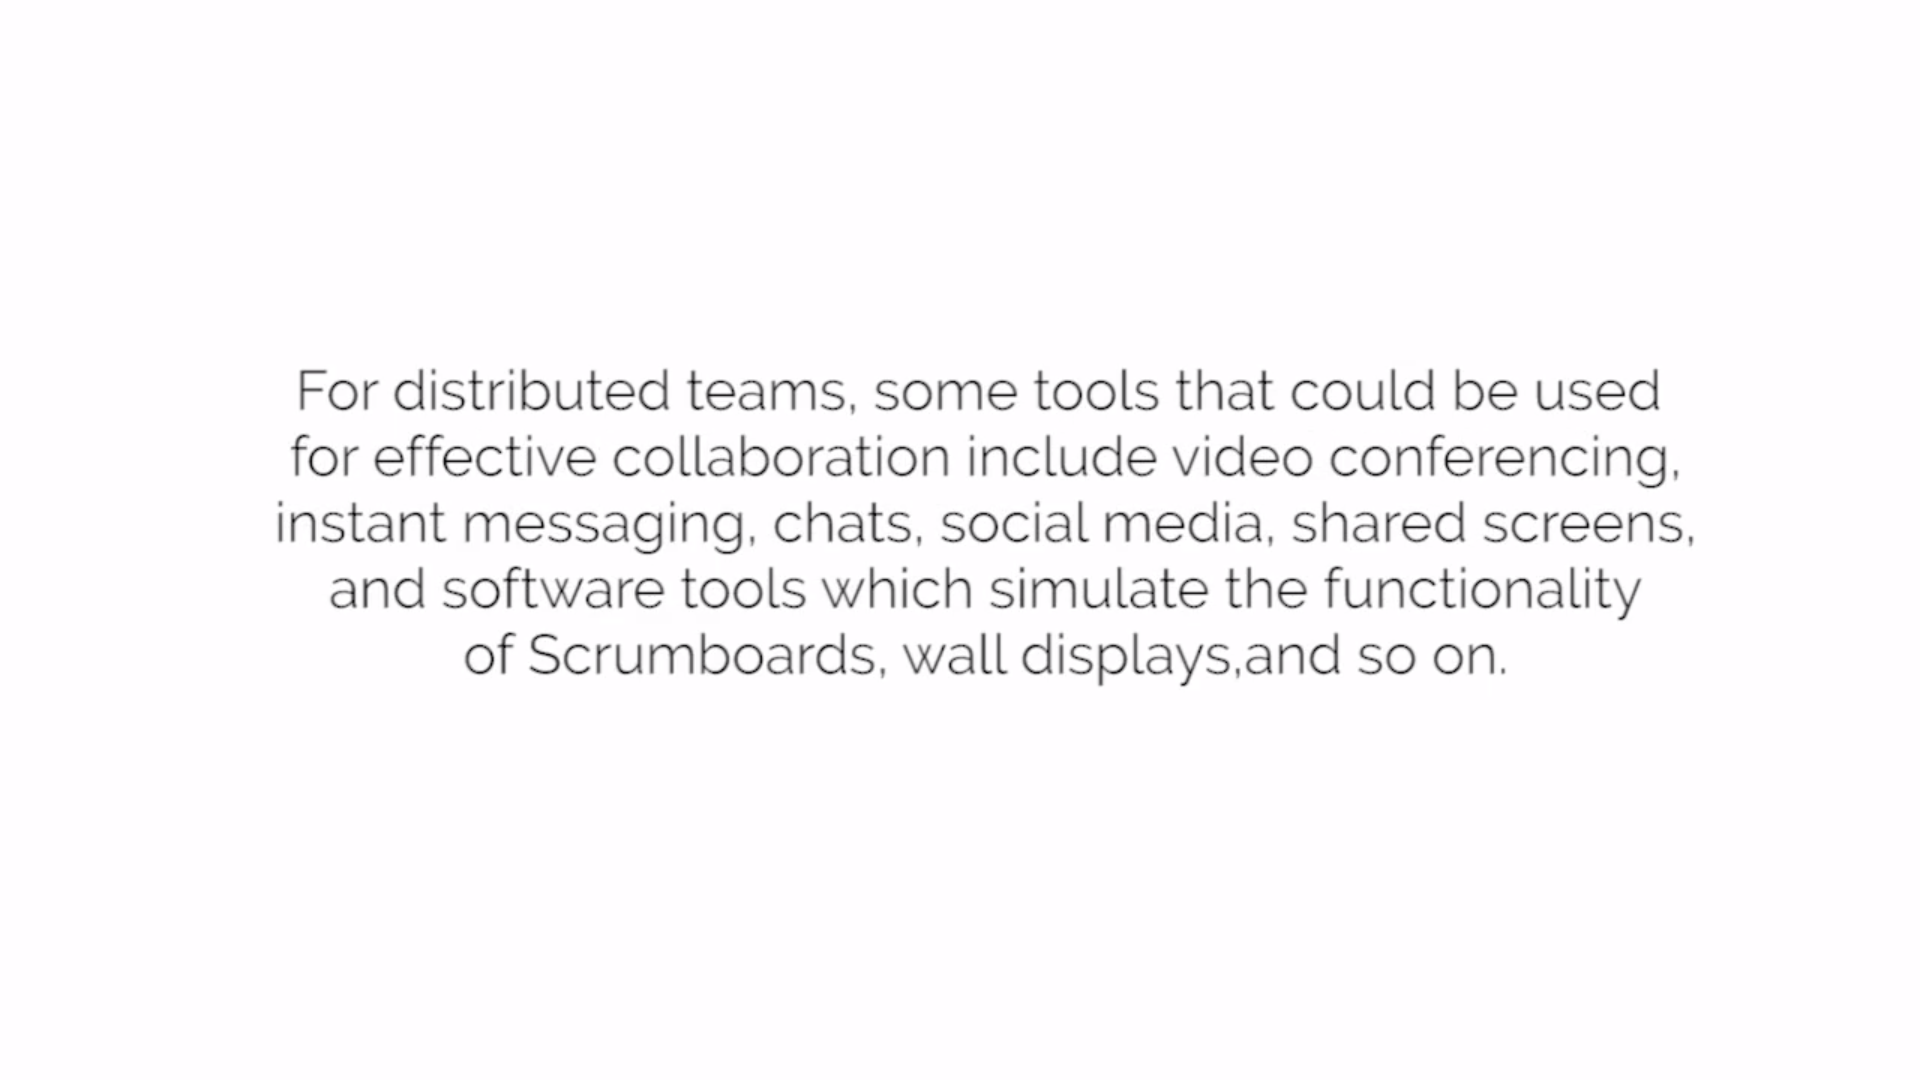 For distributed teams, some tools that could be used
for effective collaboration include video conferencing,
instant messaging, chats, social media, shared screens,
and software tools which simulate the functionality
of Scrumboards, wall displays,and so on.